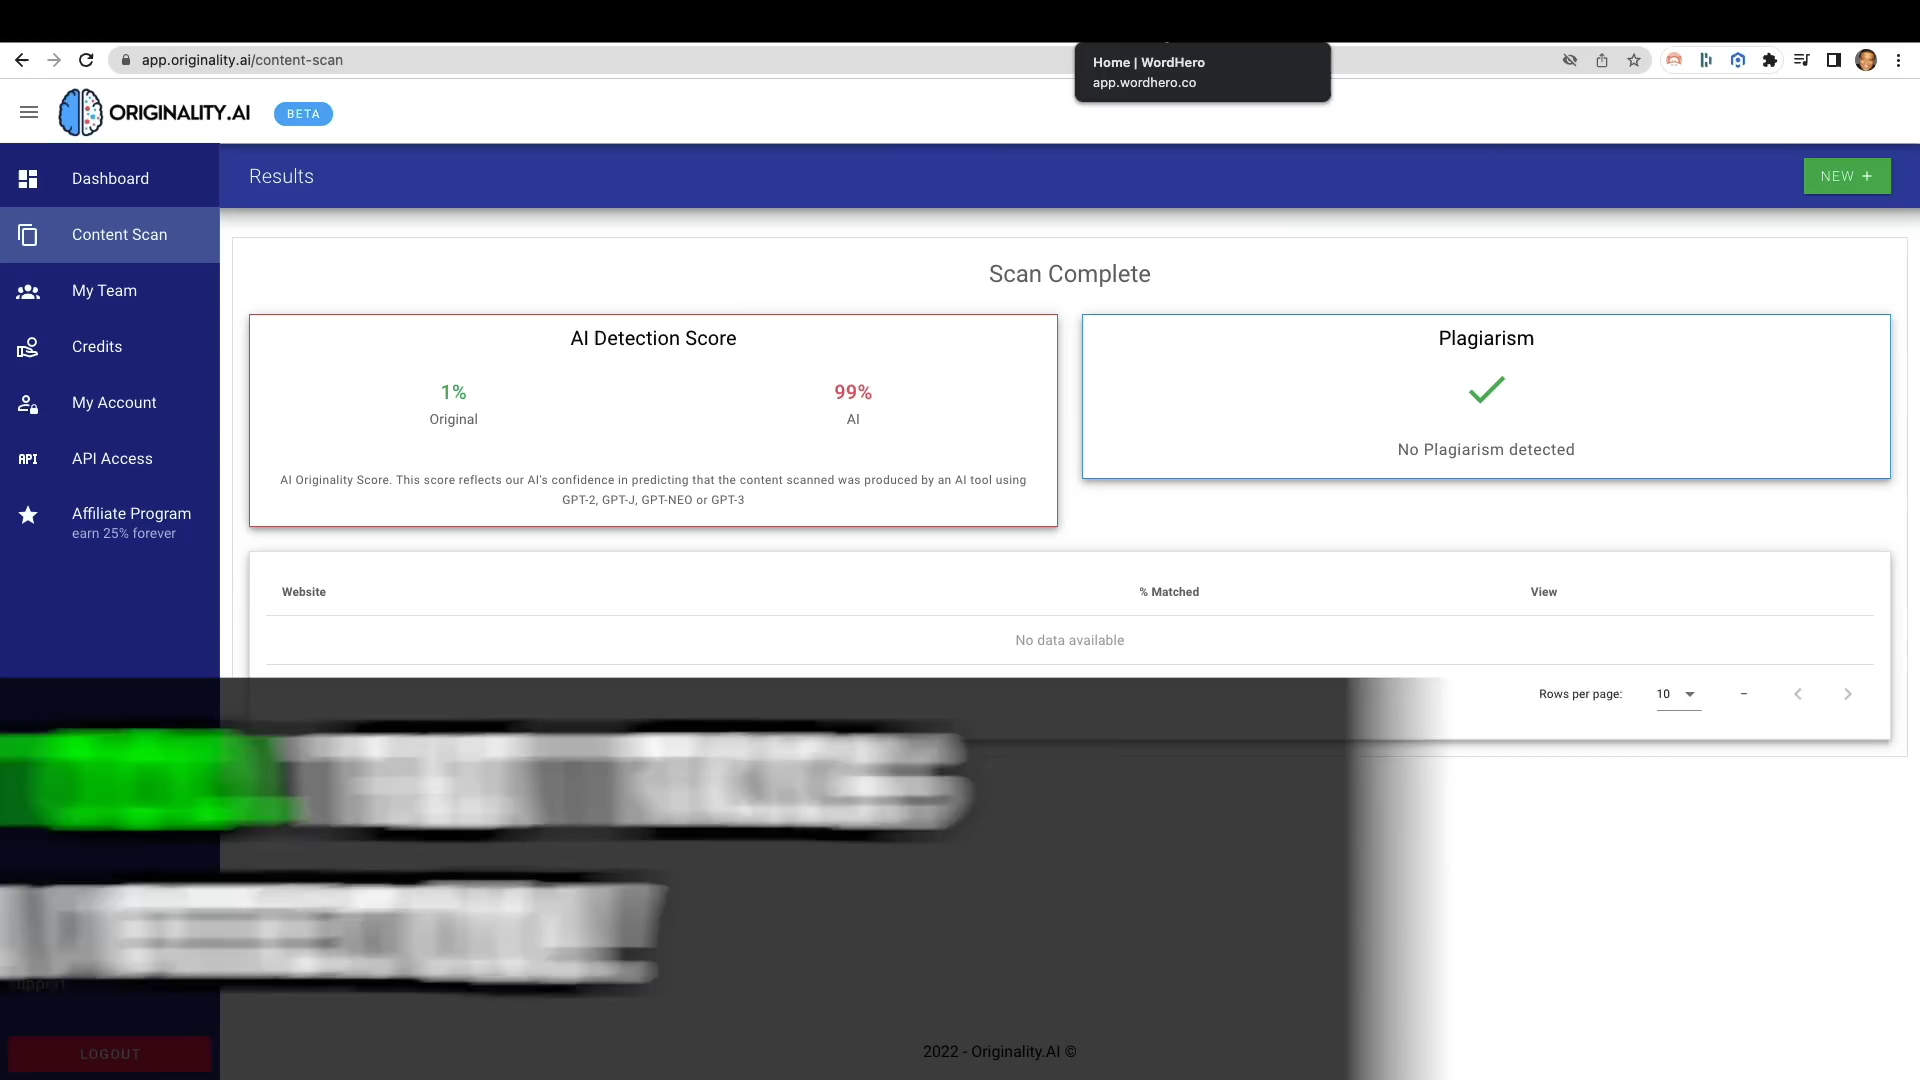 app.originality.ai/content-scan
Home | WordHero
app.wordhero.co
ORIGINALITY.AI
BETA
Dashboard
Content Scan
My Team
Credits
My Account
API
API Access
Affiliate Program
earn 25% forever
Results
NEW +
Scan Complete
AI Detection Score
1%
Original
99%
AI
AI Originality Score. This score reflects our AI's confidence in predicting that the content scanned was produced by an AI tool using
GPT-2, GPT-J, GPT-NEO or GPT-3
Plagiarism
No Plagiarism detected
Website
% Matched
View
No data available
Rows per page:
10
–
LOGOUT
2022 - Originality.AI ©